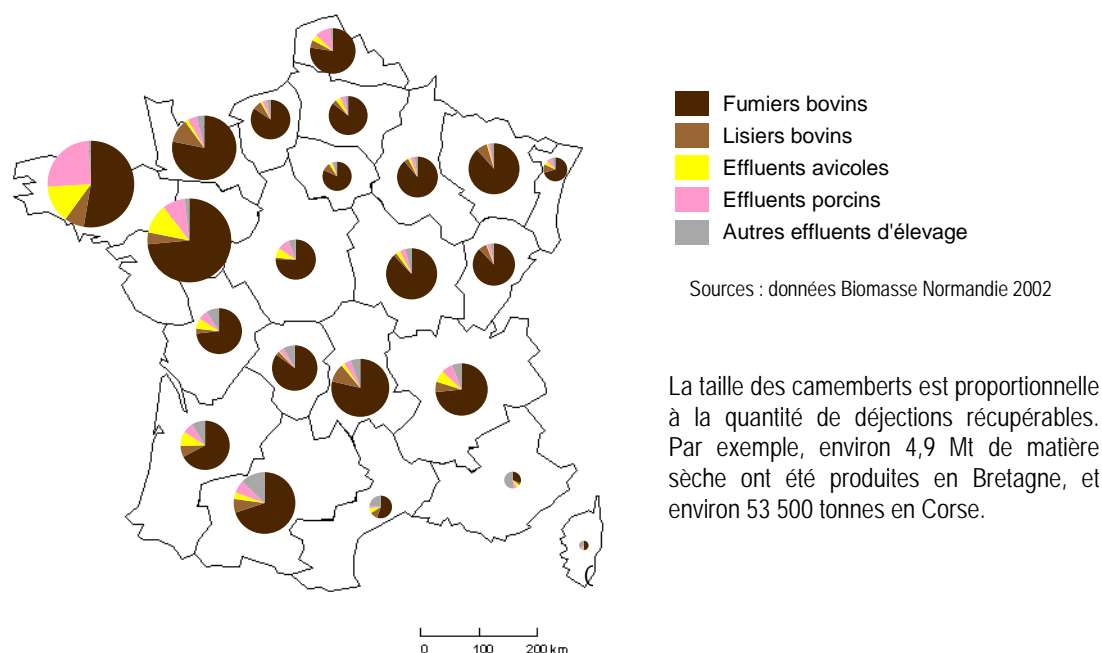 Fumiers bovins
Lisiers bovins
Effluents avicoles
Effluents porcins
Autres effluents d'élevage
Sources : données Biomasse Normandie 2002
La taille des camemberts est proportionnelle
à la quantité de déjections récupérables.
Par exemple, environ 4,9 Mt de matière
sèche ont été produites en Bretagne, et
environ 53 500 tonnes en Corse.
0 100 200 km